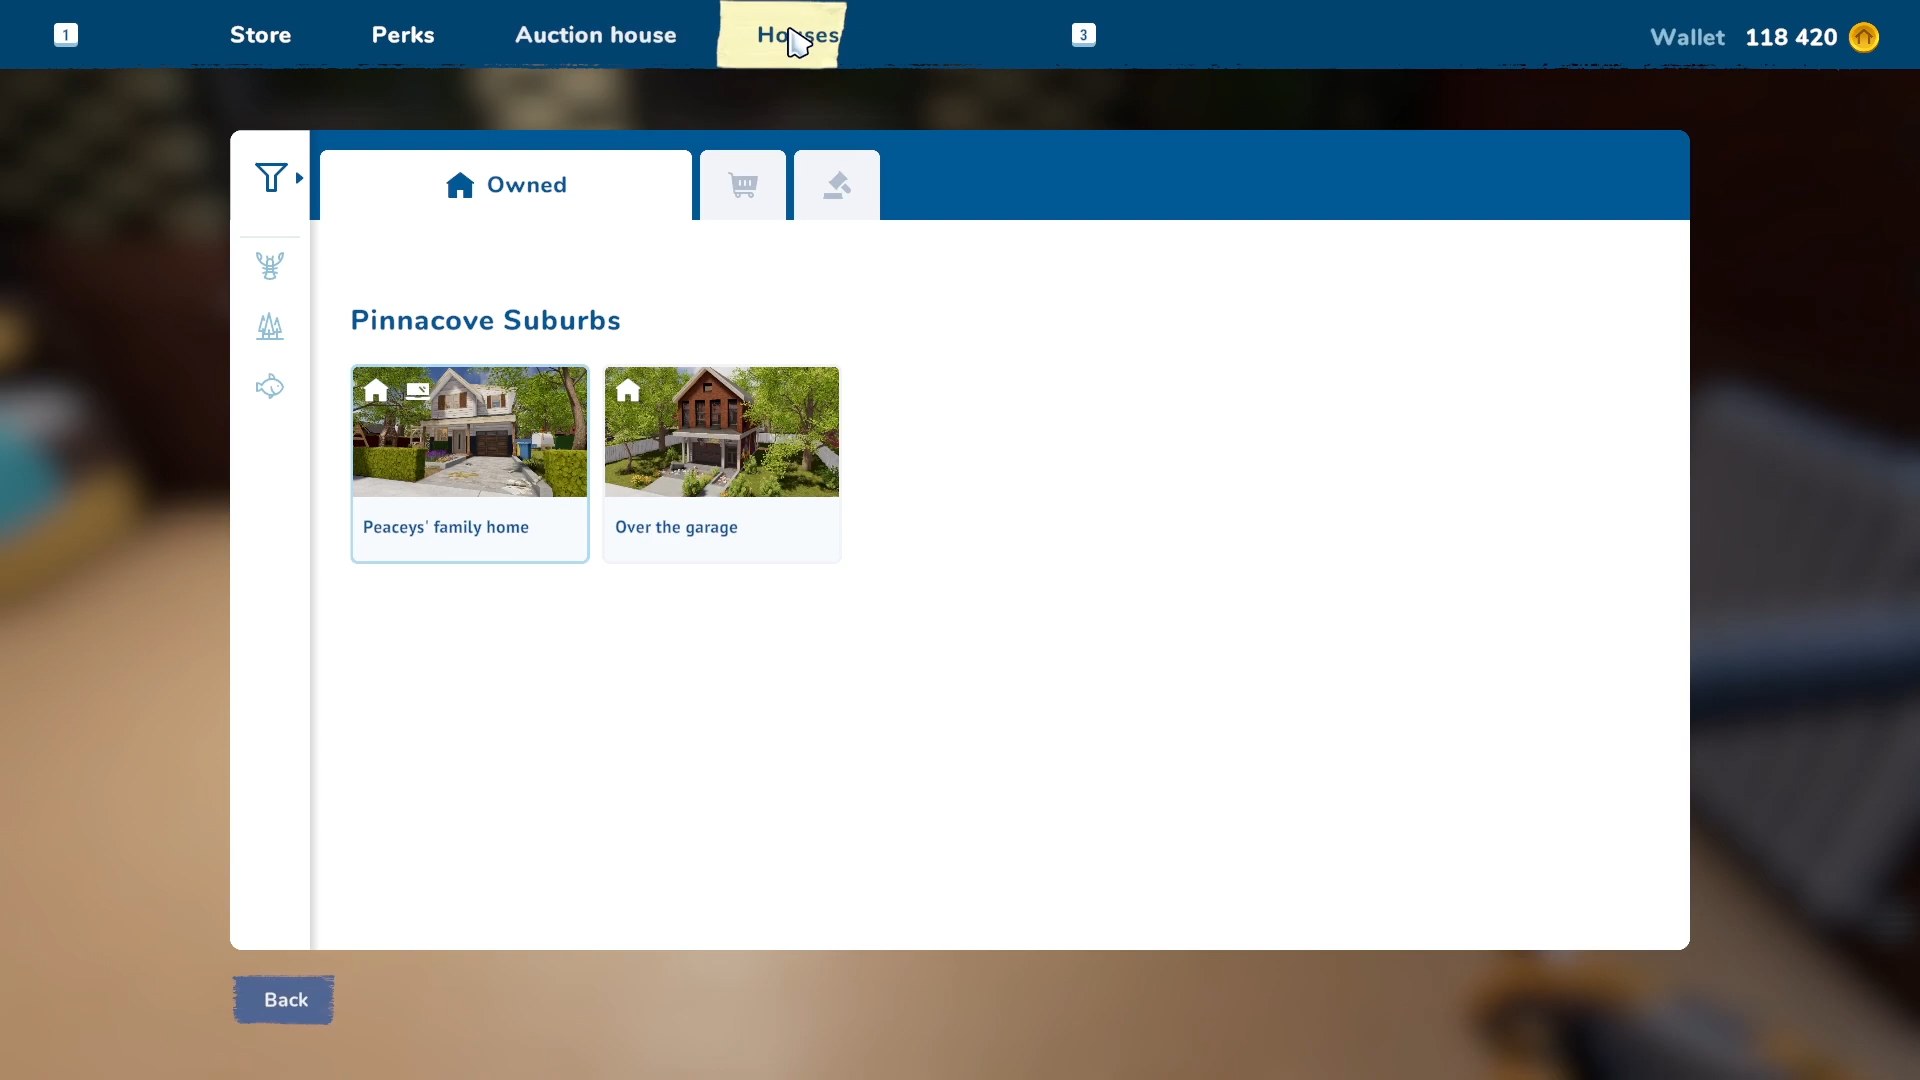 1
Store
Perks
Auction house
Houses
3
Wallet 118 420
Owned
Pinnacove Suburbs
Peaceys' family home
Over the garage
Back